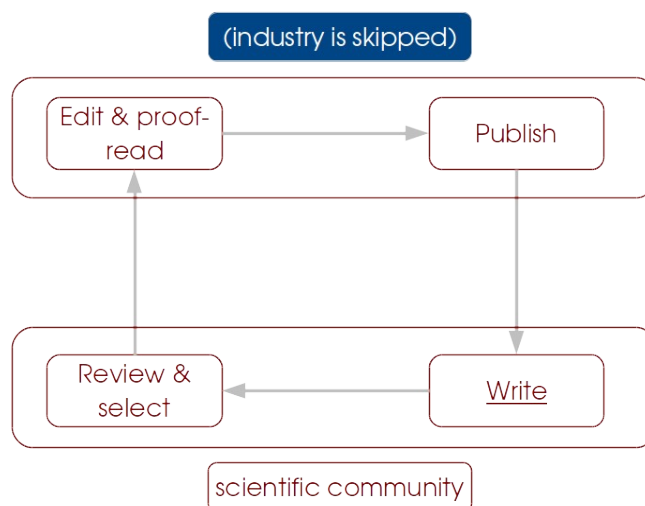 (industry is skipped)
Edit & proof-
read
Publish
Review &
select
Write
scientific community